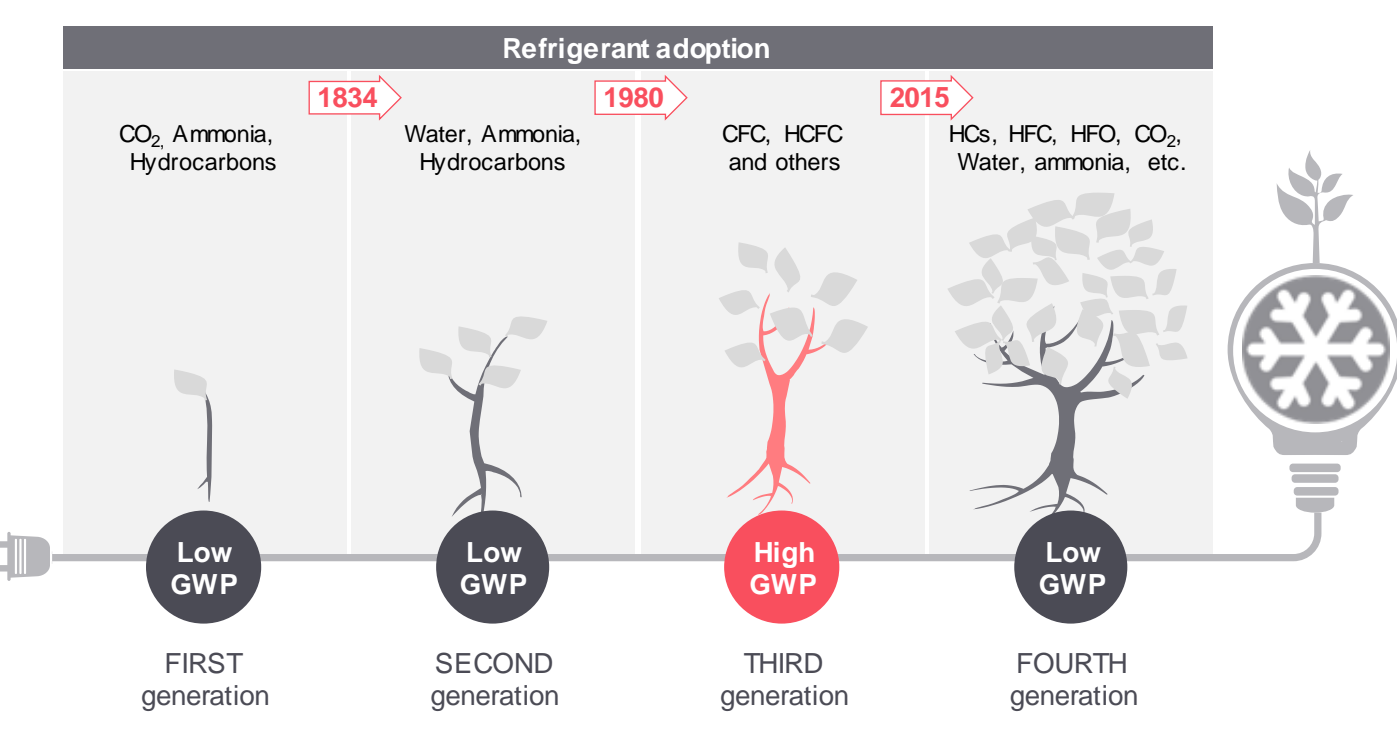 Refrigerant adoption
1834
1980
2015
CO₂, Ammonia,
Hydrocarbons
Water, Ammonia,
Hydrocarbons
CFC, HCFC
and others
HCs, HFC, HFO, CO₂,
Water, ammonia, etc.
Low
GWP
Low
GWP
High
GWP
Low
GWP
FIRST
generation
SECOND
generation
THIRD
generation
FOURTH
generation